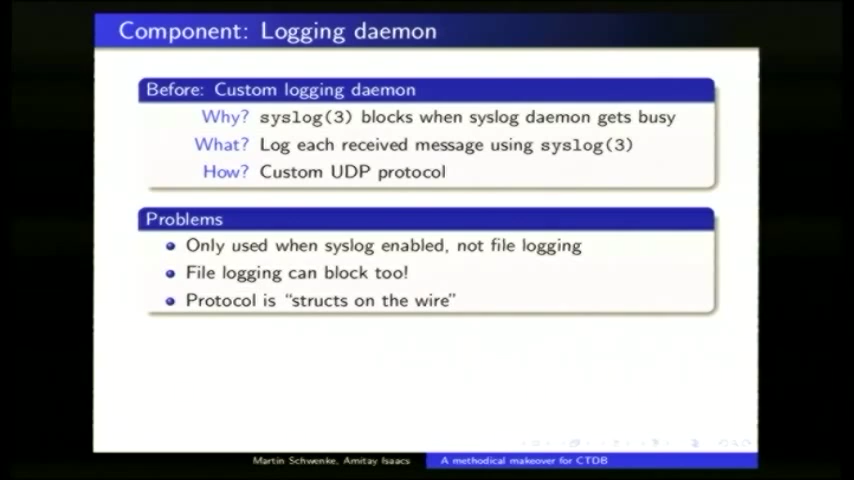 Component: Logging daemon
Before: Custom logging daemon
Why? syslog(3) blocks when syslog daemon gets busy
What? Log each received message using syslog(3)
How? Custom UDP protocol
Problems
Only used when syslog enabled, not file logging
File logging can block too!
Protocol is “structs on the wire”
Martin Schwenke, Amitay Isaacs
A methodical makeover for CTDB